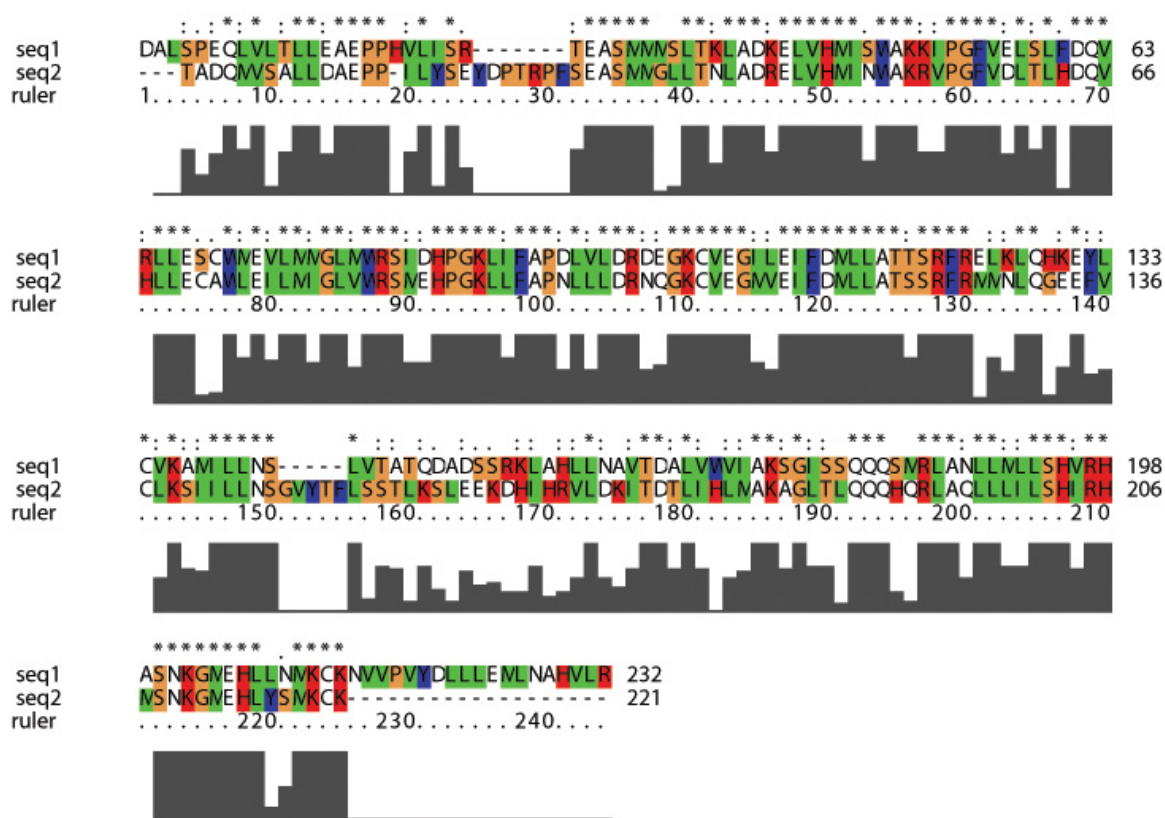 : . : * : * . * * : * * * * : * * : * * * * * * * * * : * * * : * * * * * * . * * * : : * * * * : * : * * * *
seq1 DALSPEQLVLTLLEAEPPHVLISR-------TEASMMMSLTKLADKELVHMISWAKKIPGFVELSLFDQV 63
seq2 ---TADQMVSALLDAEPP-ILYSEYDPTRPFSEASMMGLLTNLADRELVHMINWAKRVPGFVDLTLHDQV 66
ruler 1.......10........20........30........40........50........60........70
: * * * * : * : * * : * * : * * * : : * * * * * : * * * : * : * * * : : * * * * * * : : * * * * * * * * * : * * * * : : * * : * : :
seq1 RLLESCWMEVLMMGLMWRSIDHPGKLIFAPDLVLDRDEGKCVEGILEIFDMLLATTSRFRELKLQHKEYL 133
seq2 HLLECAWLEILMIGLVWRSMEHPGKLLFAPNLLLDRNQGKCVEGMVEIFDMLLATSSRFRMMNLQGEEFV 136
ruler .........80........90.......100.......110.......120.......130.......140
* : * : : * * * * * * : : : . . : : : * . : * * * : : : * * : * : : * * * * * * : * * : : * * * : * *
seq1 CVKAMILLNS-----LVTATQDADSSRKLAHLLNAVTDALVWVIAKSGISSQQQSMRLANLLMLLSHVRH 198
seq2 CLKSIILLNSGVYTFLSSTLKSLEEKDHIHRVLDKITDTLIHLMAKAGLTLQQQHQRLAQLLLILSHIRH 206
ruler ........150.......160.......170.......180.......190.......200.......210
* * * * * * * * . * * * *
seq1 ASNKGMEHLLNMKCKNVVPVYDLLLEMLNAHVLR 232
seq2 MSNKGMEHLYSMKCK------------------- 221
ruler ........220.......230.......240....